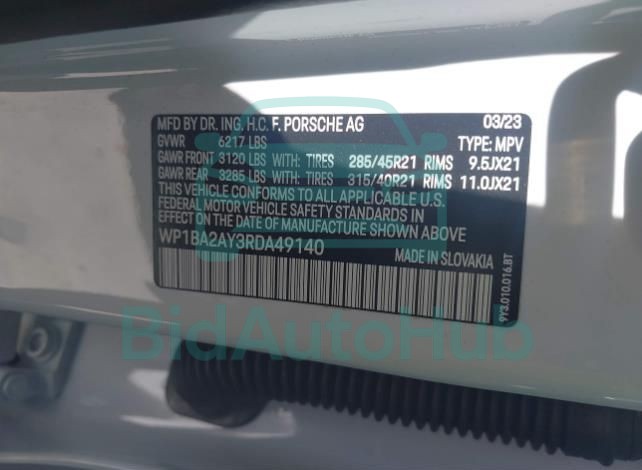 MFD BY DR. ING. H.C. F. PORSCHE AG 03/23
GVWR 6217 LBS TYPE: MPV
GAWR FRONT 3120 LBS WITH: TIRES 285/45R21 RIMS 9.5JX21
GAWR REAR 3285 LBS WITH: TIRES 315/40R21 RIMS 11.0JX21
THIS VEHICLE CONFORMS TO ALL APPLICABLE U.S.
FEDERAL MOTOR VEHICLE SAFETY STANDARDS IN
EFFECT ON THE DATE OF MANUFACTURE SHOWN ABOVE.
WP1BA2AY3RDA49140 MADE IN SLOVAKIA
9Y3.010.016.BT
BidAutoHub